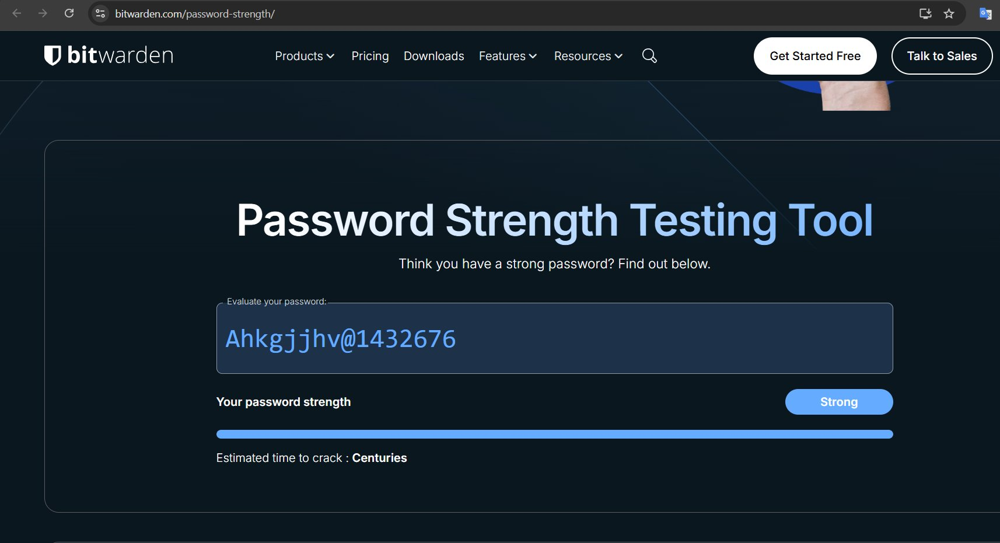 bitwarden.com/password-strength/
bitwarden Products Pricing Downloads Features Resources Get Started Free Talk to Sales
Password Strength Testing Tool
Think you have a strong password? Find out below.
Evaluate your password:
Ahkgjjhv@1432676
Your password strength Strong
Estimated time to crack : Centuries